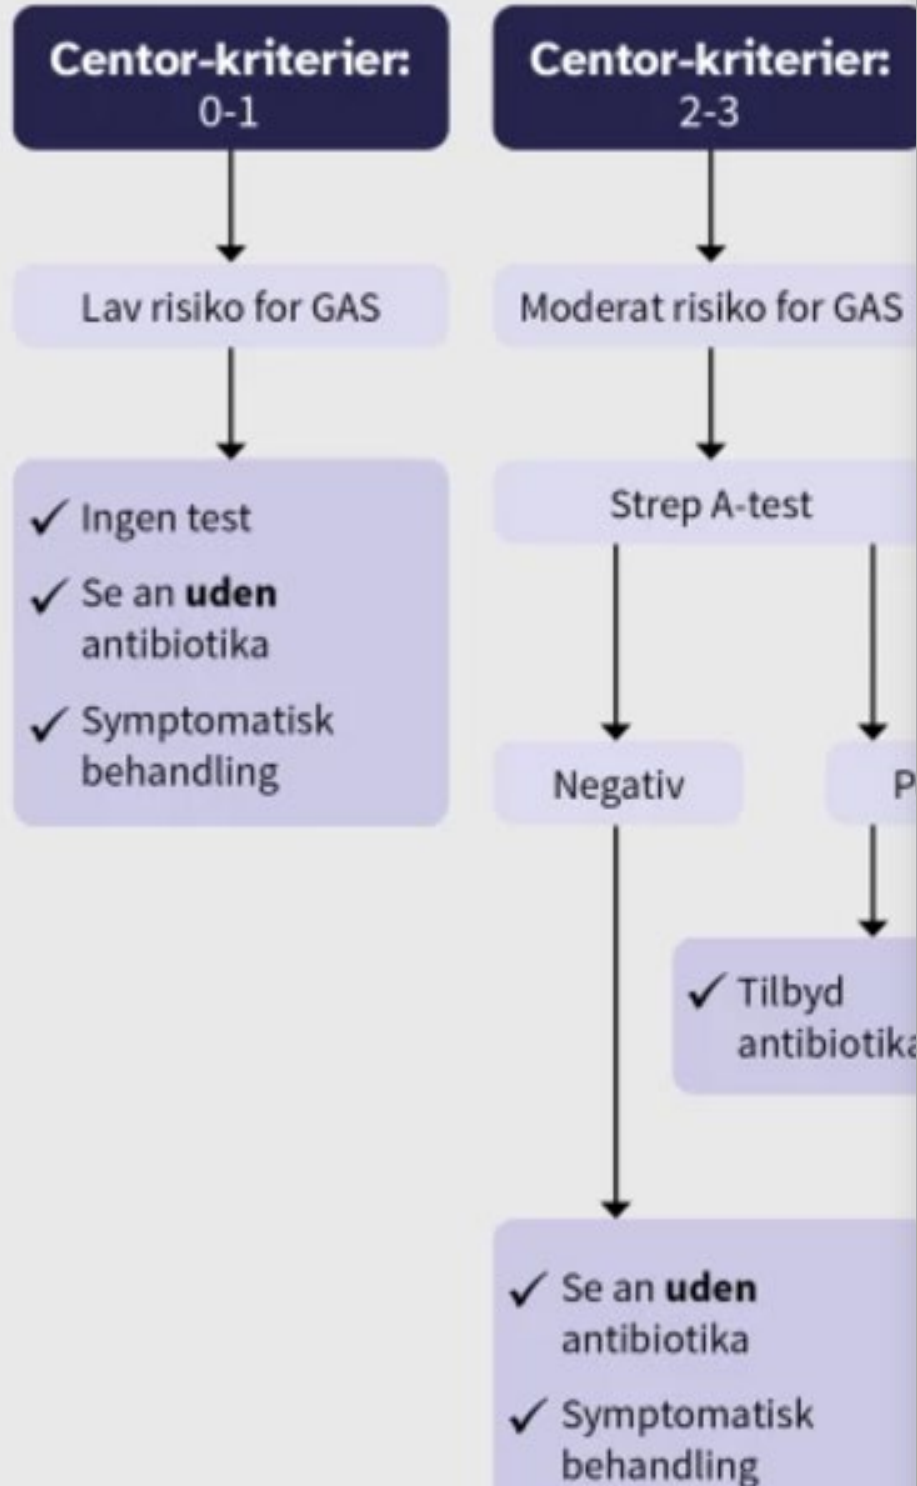 Centor-kriterier:
0-1
Lav risiko for GAS
✓ Ingen test
✓ Se an uden
antibiotika
✓ Symptomatisk
behandling
Centor-kriterier:
2-3
Moderat risiko for GAS
Strep A-test
Negativ
P
✓ Tilbyd
antibiotika
✓ Se an uden
antibiotika
✓ Symptomatisk
behandling